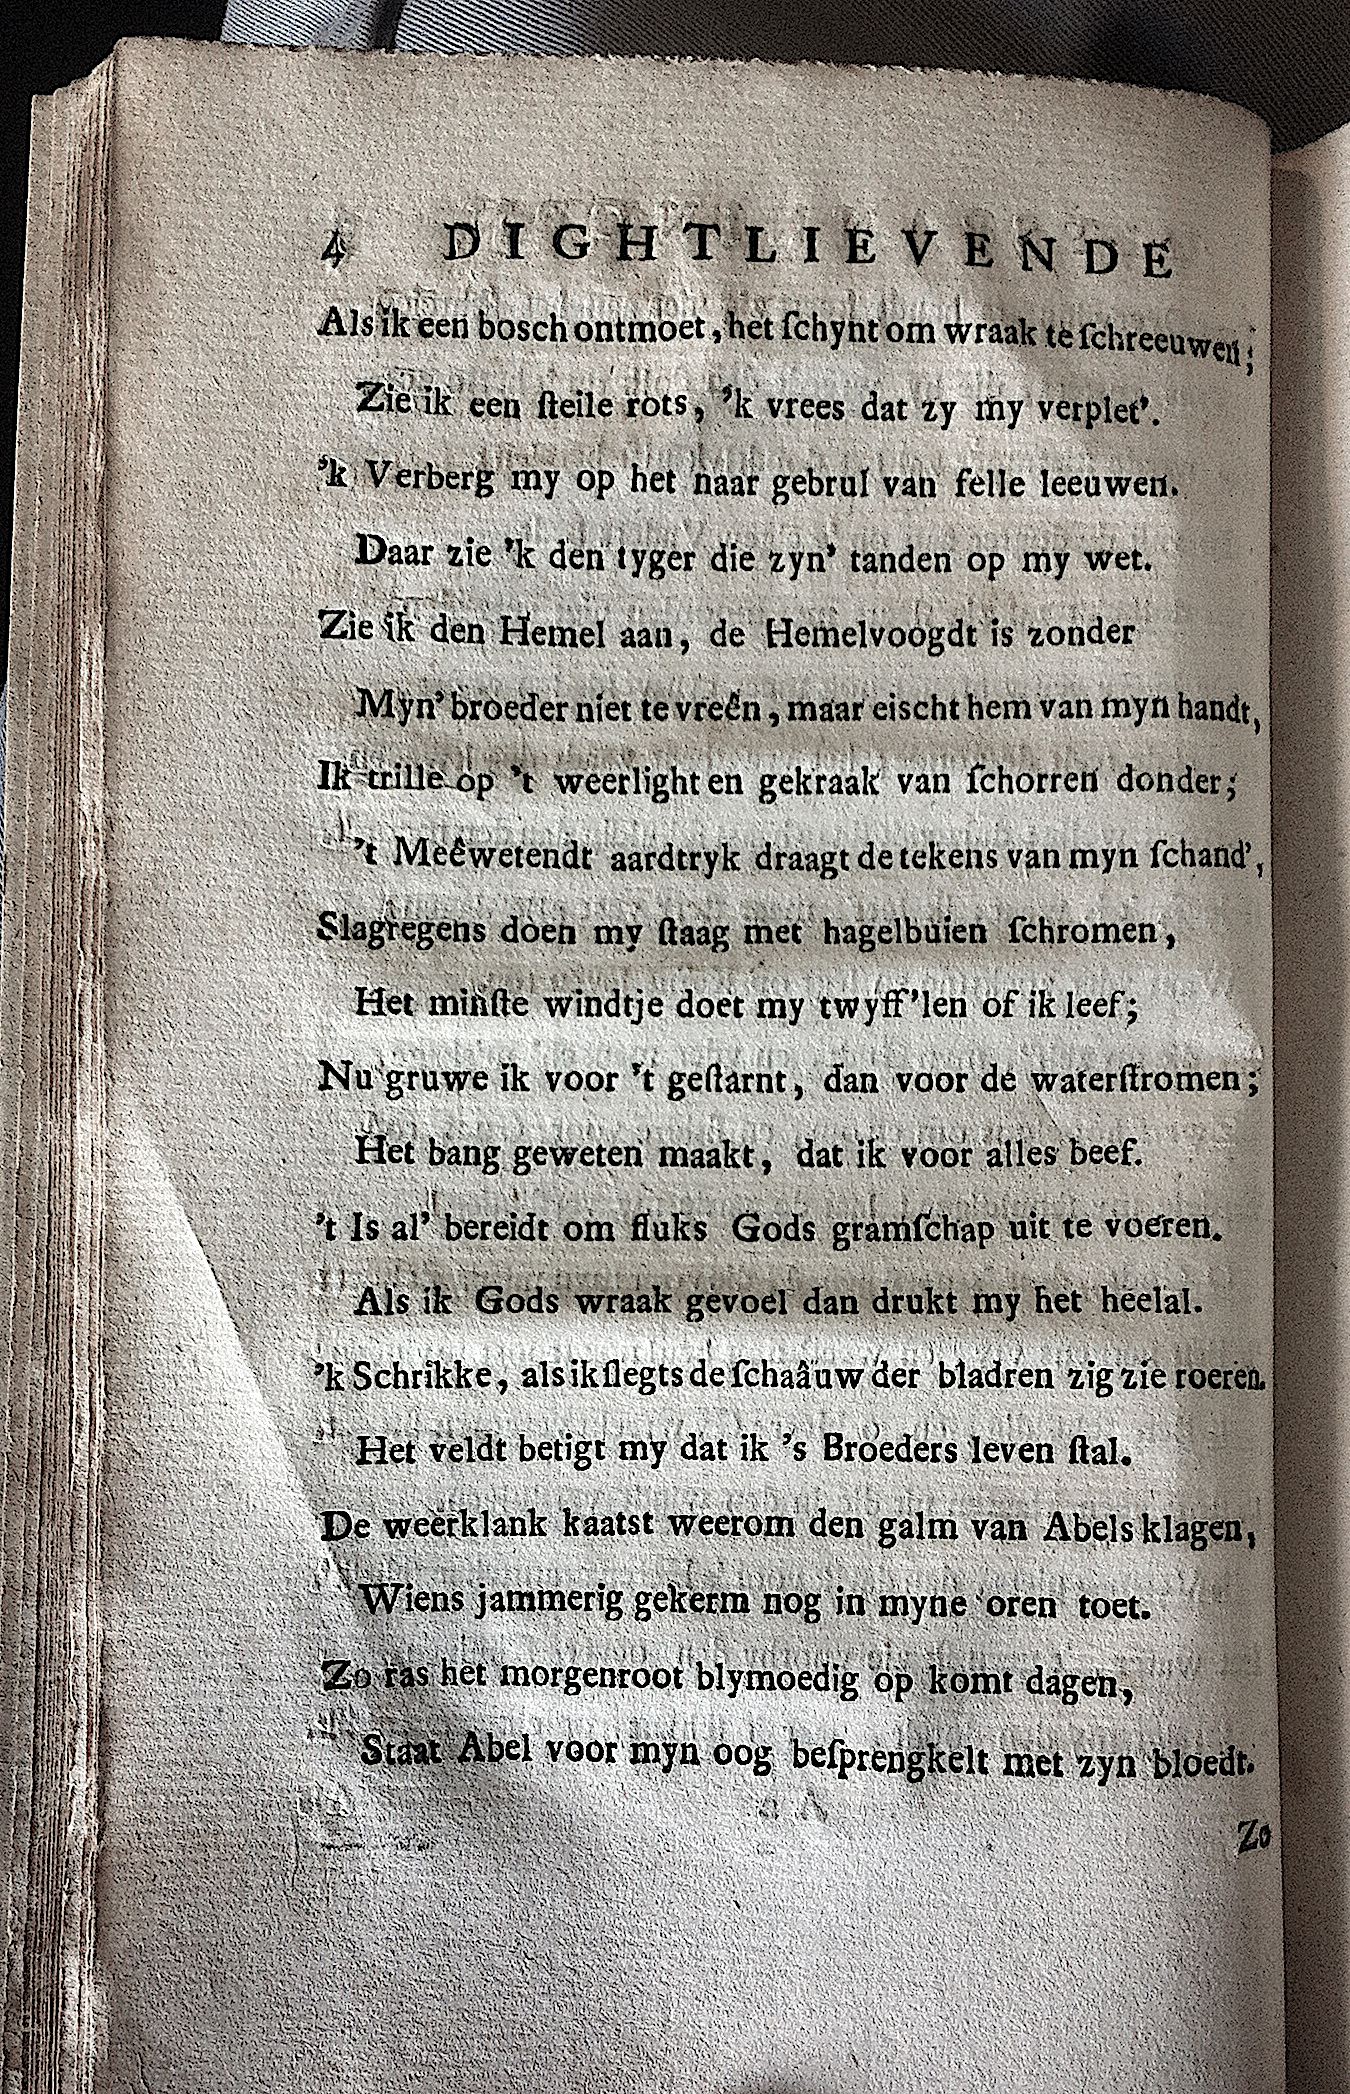 4 DIGHTLIEVENDE
Als ik een bosch ontmoet, het ſchynt om wraak te ſchreeuwen;
Zie ik een ſteile rots, 'k vrees dat zy my verplet'.
'k Verberg my op het naar gebrul van felle leeuwen.
Daar zie 'k den tyger die zyn' tanden op my wet.
Zie ik den Hemel aan, de Hemelvoogdt is zonder
Myn' broeder niet te vreên, maar eischt hem van myn handt,
Ik trille op 't weerlight en gekraak van ſchorren donder;
't Meêwetendt aardtryk draagt de tekens van myn ſchand',
Slagregens doen my ſtaag met hagelbuien ſchromen,
Het minſte windtje doet my twyff'len of ik leef;
Nu gruwe ik voor 't geſtarnt, dan voor de waterſtromen;
Het bang geweten maakt, dat ik voor alles beef.
't Is al' bereidt om fluks Gods gramſchap uit te voeren.
Als ik Gods wraak gevoel dan drukt my het heelal.
'k Schrikke, als ik ſlegts de ſchaâuw der bladren zig zie roeren.
Het veldt betigt my dat ik 's Broeders leven ſtal.
De weerklank kaatst weerom den galm van Abels klagen,
Wiens jammerig gekerm nog in myne oren toet.
Zo ras het morgenroot blymoedig op komt dagen,
Staat Abel voor myn oog beſprengkelt met zyn bloedt.
Zo